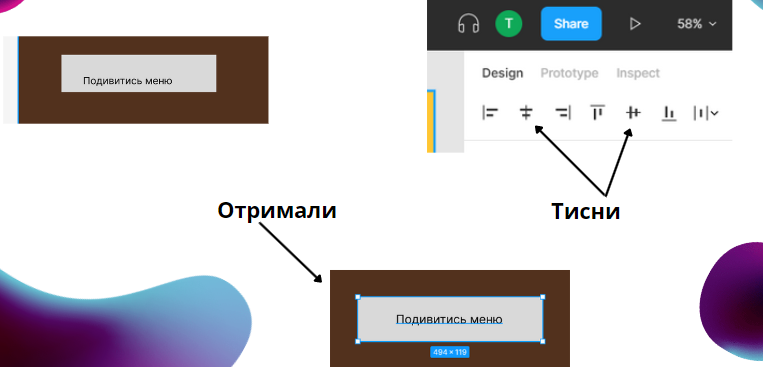 Подивитись меню
T
Share
58%
Design Prototype Inspect
Отримали
Тисни
Подивитись меню
494 × 119